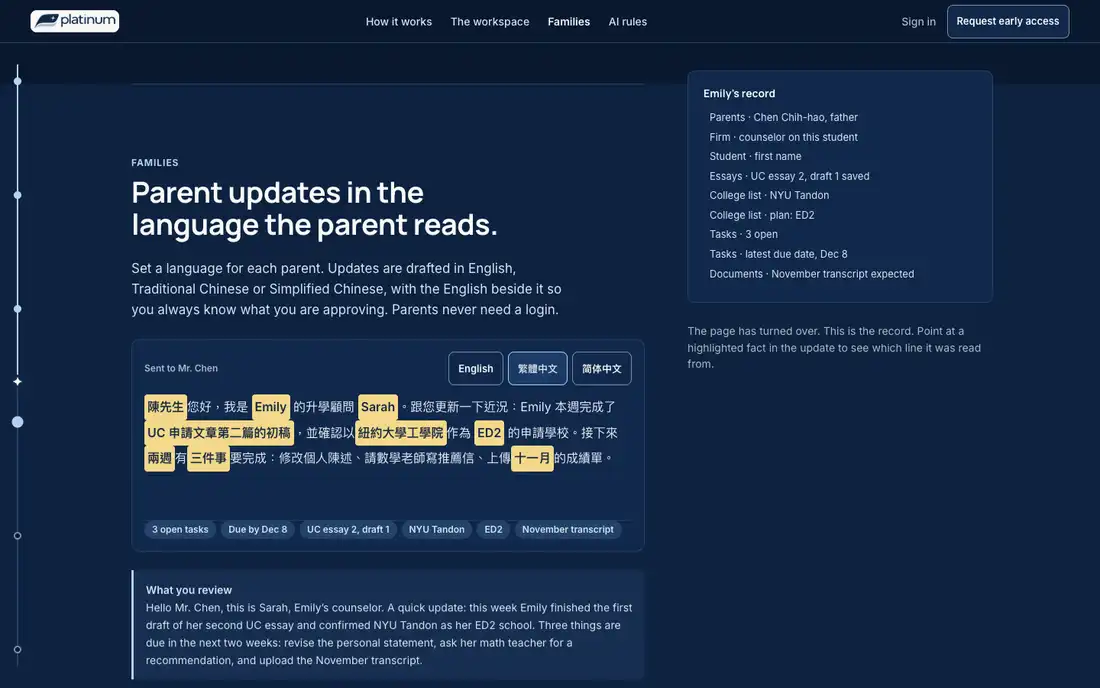 platinum
How it works
The workspace
Families
AI rules
Sign in
Request early access
FAMILIES
Parent updates in the
language the parent reads.
Set a language for each parent. Updates are drafted in English,
Traditional Chinese or Simplified Chinese, with the English beside it so
you always know what you are approving. Parents never need a login.
Sent to Mr. Chen
English
繁體中文
简体中文
陳先生您好，我是 Emily 的升學顧問 Sarah。跟您更新一下近況：Emily 本週完成了
UC 申請文章第二篇的初稿，並確認以紐約大學工學院作為 ED2 的申請學校。接下來
兩週有三件事要完成：修改個人陳述、請數學老師寫推薦信、上傳十一月的成績單。
3 open tasks
Due by Dec 8
UC essay 2, draft 1
NYU Tandon
ED2
November transcript
What you review
Hello Mr. Chen, this is Sarah, Emily's counselor. A quick update: this week Emily finished the first
draft of her second UC essay and confirmed NYU Tandon as her ED2 school. Three things are
due in the next two weeks: revise the personal statement, ask her math teacher for a
recommendation, and upload the November transcript.
Emily's record
Parents · Chen Chih-hao, father
Firm · counselor on this student
Student · first name
Essays · UC essay 2, draft 1 saved
College list · NYU Tandon
College list · plan: ED2
Tasks · 3 open
Tasks · latest due date, Dec 8
Documents · November transcript expected
The page has turned over. This is the record. Point at a
highlighted fact in the update to see which line it was read
from.